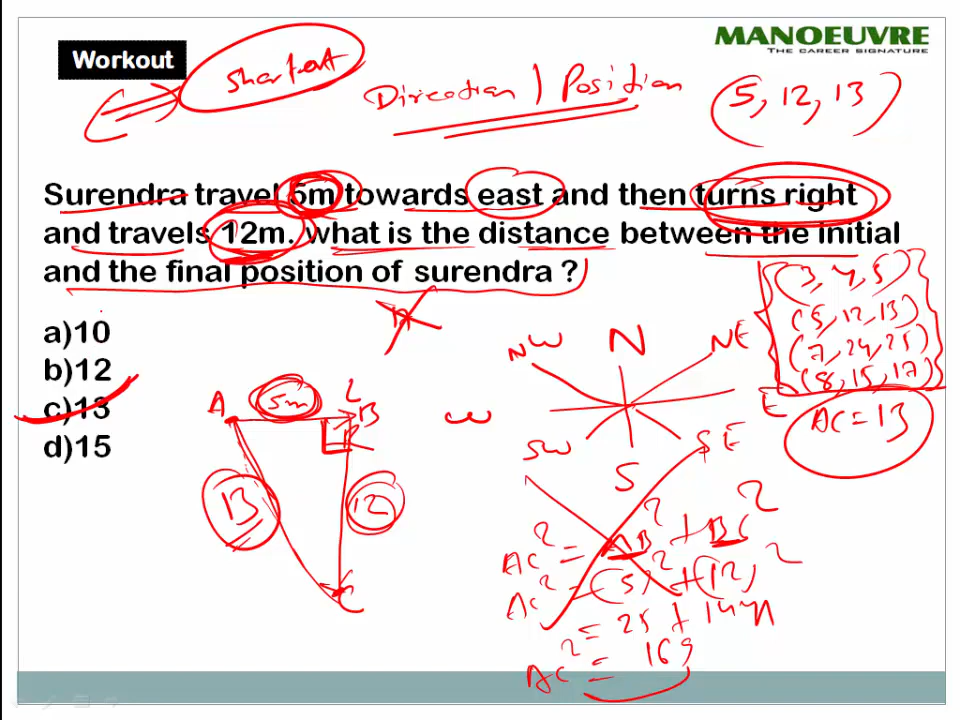 MANOEUVRE
THE CAREER SIGNATURE
Workout
Shortcut
Direction / Position
(5, 12, 13)
Surendra travel 5m towards east and then turns right
and travels 12m. what is the distance between the initial
and the final position of surendra ?
(3, 4, 5)
(5, 12, 13)
(7, 24, 25)
(8, 15, 17)
AC = 13
a)10
b)12
c)13
d)15
NW N NE
W E
SW S SE
A 5m L B
13 12
C
AC² = AB² + BC²
AC² = (5)² + (12)²
² = 25 + 144
AC² = 169